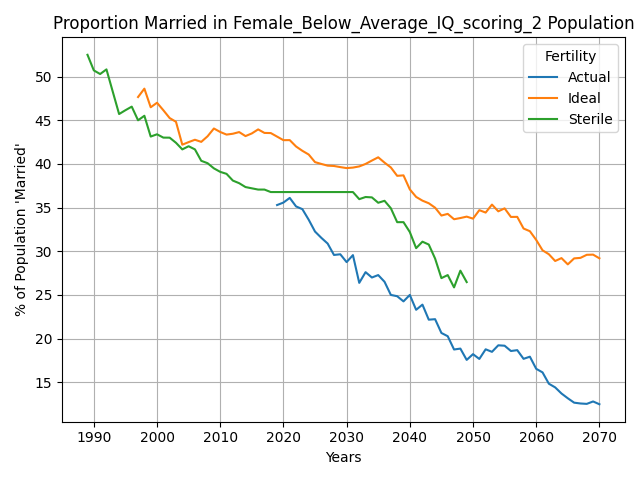 Proportion Married in Female_Below_Average_IQ_scoring_2 Population
% of Population 'Married'
50
45
40
35
30
25
20
15
Fertility
Actual
Ideal
Sterile
1990 2000 2010 2020 2030 2040 2050 2060 2070
Years